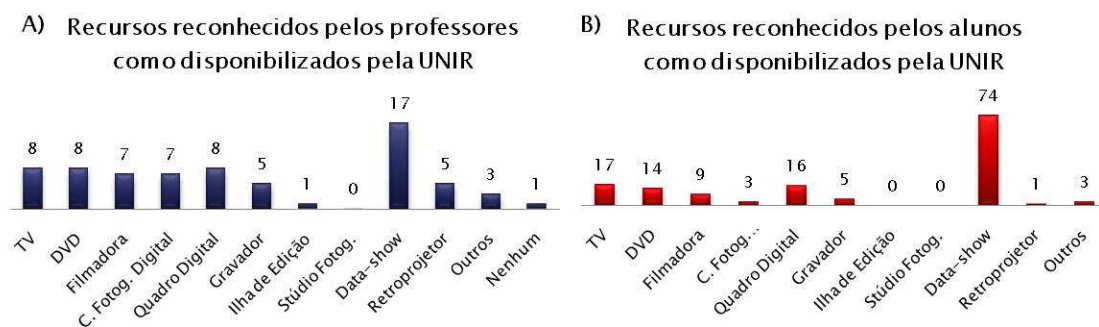 A) Recursos reconhecidos pelos professores
como disponibilizados pela UNIR
8 8 7 7 8 5 1 0 17 5 3 1
TV
DVD
Filmadora
C. Fotog. Digital
Quadro Digital
Gravador
Ilha de Edição
Stúdio Fotog.
Data-show
Retroprojetor
Outros
Nenhum
B) Recursos reconhecidos pelos alunos
como disponibilizados pela UNIR
17 14 9 3 16 5 0 0 74 1 3
TV
DVD
Filmadora
C. Fotog...
Quadro Digital
Gravador
Ilha de Edição
Stúdio Fotog.
Data-show
Retroprojetor
Outros